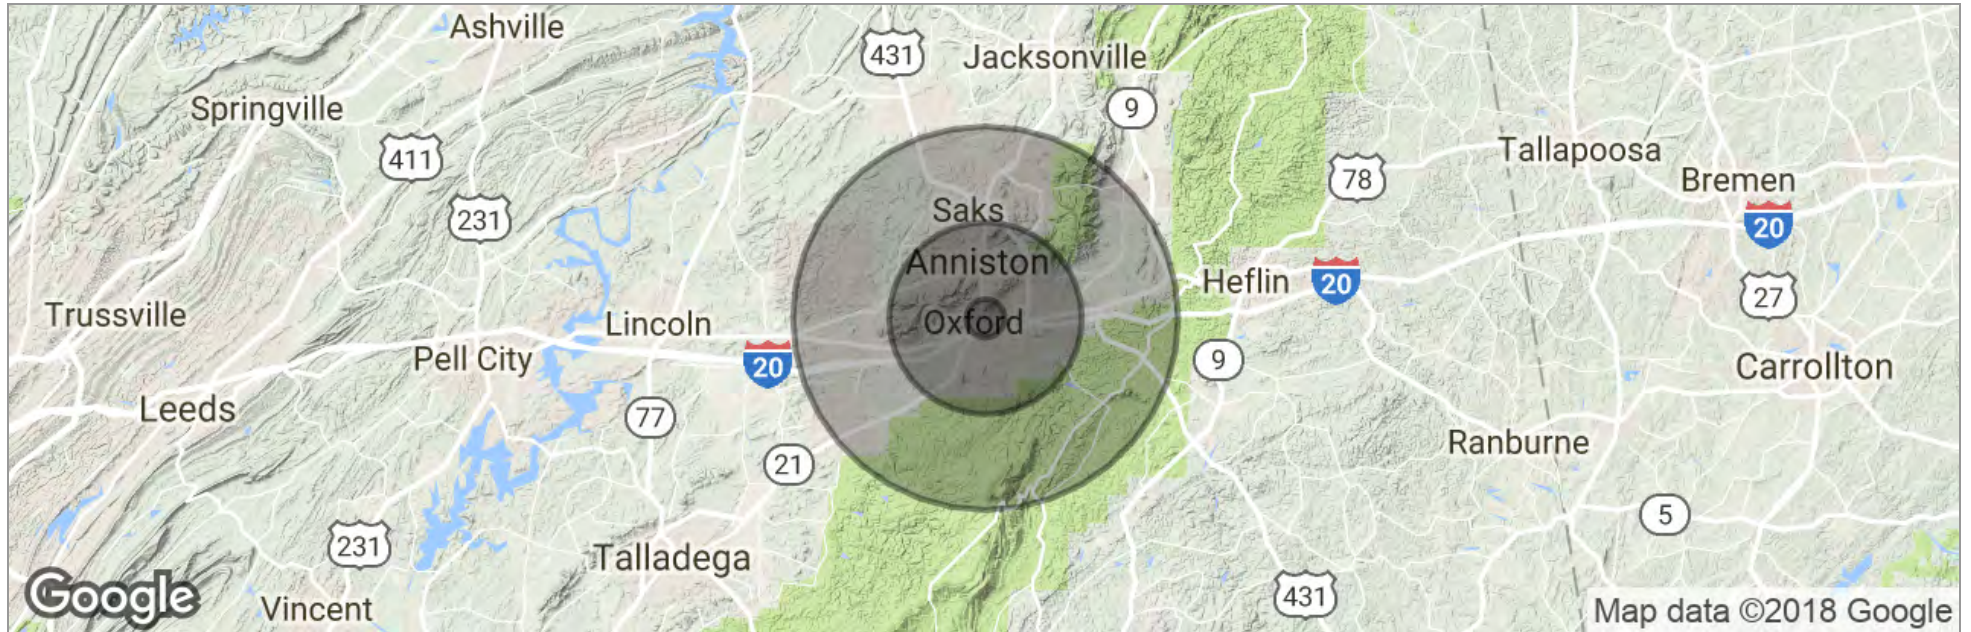 Ashville
431
Jacksonville
Springville
9
411
Tallapoosa
78
Bremen
231
Saks
20
Anniston
Heflin
20
27
Trussville
Lincoln
Oxford
Pell City
20
9
Carrollton
Leeds
77
Ranburne
21
5
231
Talladega
431
Google
Vincent
Map data ©2018 Google